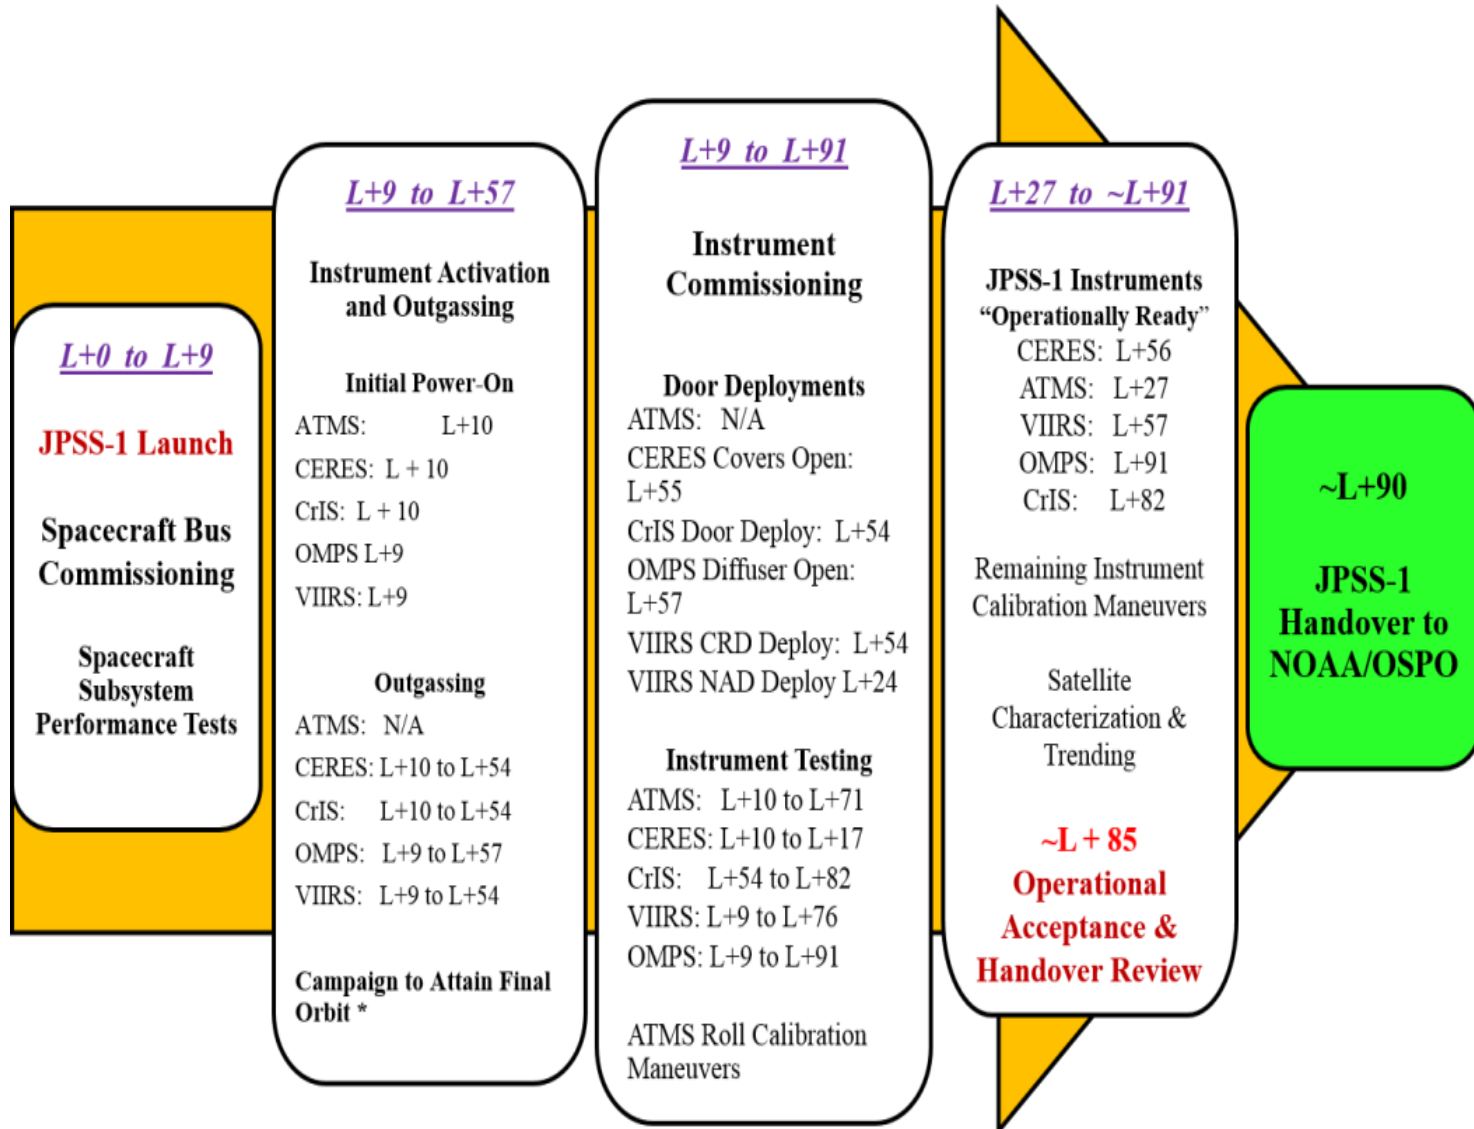 L+0 to L+9
JPSS-1 Launch
Spacecraft Bus
Commissioning
Spacecraft
Subsystem
Performance Tests
L+9 to L+57
Instrument Activation
and Outgassing
Initial Power-On
ATMS: L+10
CERES: L + 10
CrIS: L + 10
OMPS L+9
VIIRS: L+9
Outgassing
ATMS: N/A
CERES: L+10 to L+54
CrIS: L+10 to L+54
OMPS: L+9 to L+57
VIIRS: L+9 to L+54
Campaign to Attain Final
Orbit *
L+9 to L+91
Instrument
Commissioning
Door Deployments
ATMS: N/A
CERES Covers Open:
L+55
CrIS Door Deploy: L+54
OMPS Diffuser Open:
L+57
VIIRS CRD Deploy: L+54
VIIRS NAD Deploy L+24
Instrument Testing
ATMS: L+10 to L+71
CERES: L+10 to L+17
CrIS: L+54 to L+82
VIIRS: L+9 to L+76
OMPS: L+9 to L+91
ATMS Roll Calibration
Maneuvers
L+27 to ~L+91
JPSS-1 Instruments
“Operationally Ready”
CERES: L+56
ATMS: L+27
VIIRS: L+57
OMPS: L+91
CrIS: L+82
Remaining Instrument
Calibration Maneuvers
Satellite
Characterization &
Trending
~L + 85
Operational
Acceptance &
Handover Review
~L+90
JPSS-1
Handover to
NOAA/OSPO